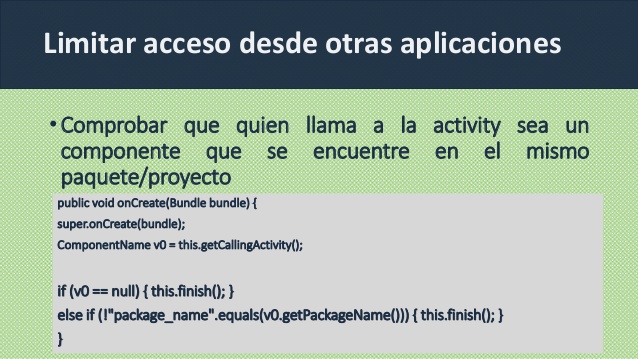 Limitar acceso desde otras aplicaciones
• Comprobar que quien llama a la activity sea un
componente que se encuentre en el mismo
paquete/proyecto
public void onCreate(Bundle bundle) {
super.onCreate(bundle);
ComponentName v0 = this.getCallingActivity();
if (v0 == null) { this.finish(); }
else if (!"package_name".equals(v0.getPackageName())) { this.finish(); }
}